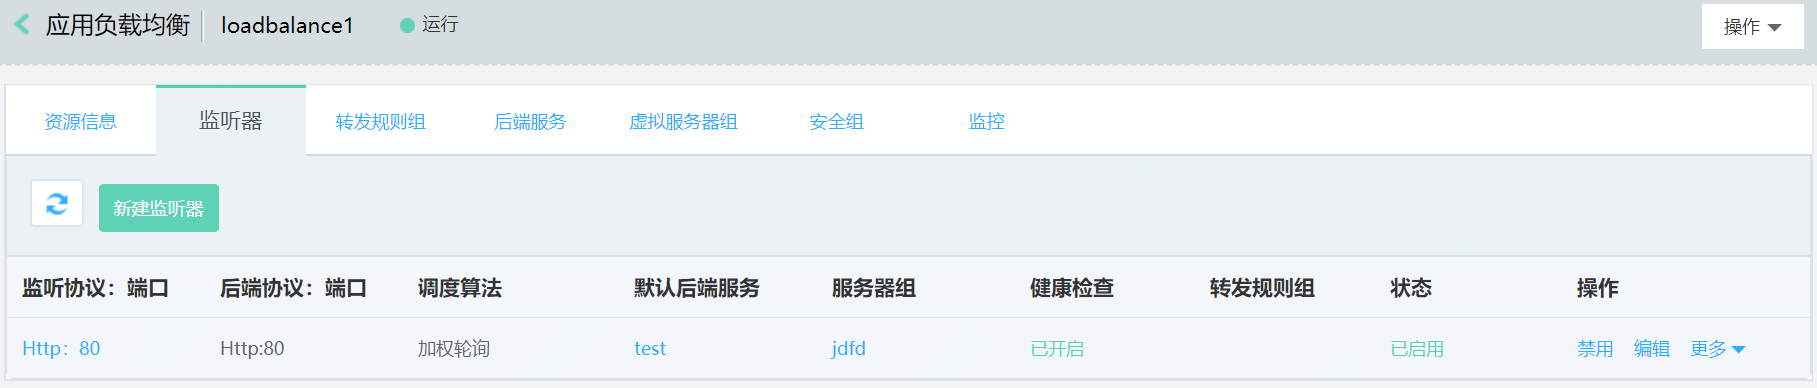 应用负载均衡 loadbalance1 运行 操作
资源信息 监听器 转发规则组 后端服务 虚拟服务器组 安全组 监控
新建监听器
监听协议：端口 后端协议：端口 调度算法 默认后端服务 服务器组 健康检查 转发规则组 状态 操作
Http：80 Http:80 加权轮询 test jdfd 已开启 已启用 禁用 编辑 更多